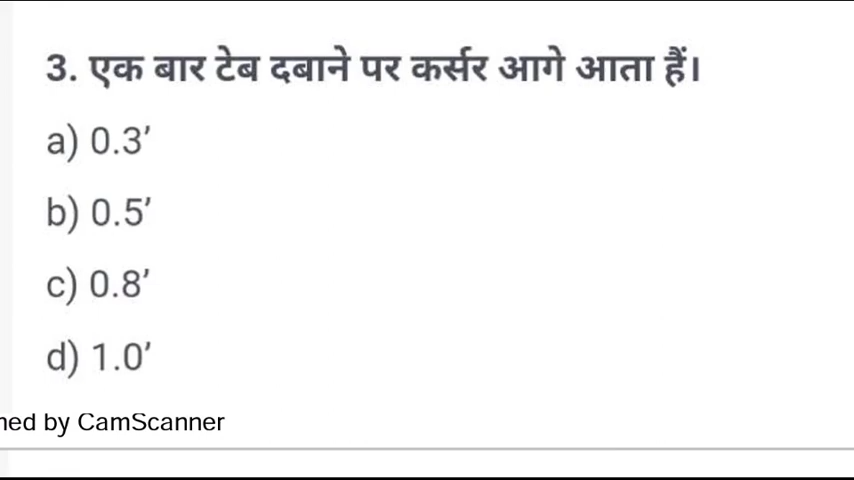 3. एक बार टेब दबाने पर कर्सर आगे आता हैं।
a) 0.3’
b) 0.5’
c) 0.8’
d) 1.0’
ned by CamScanner